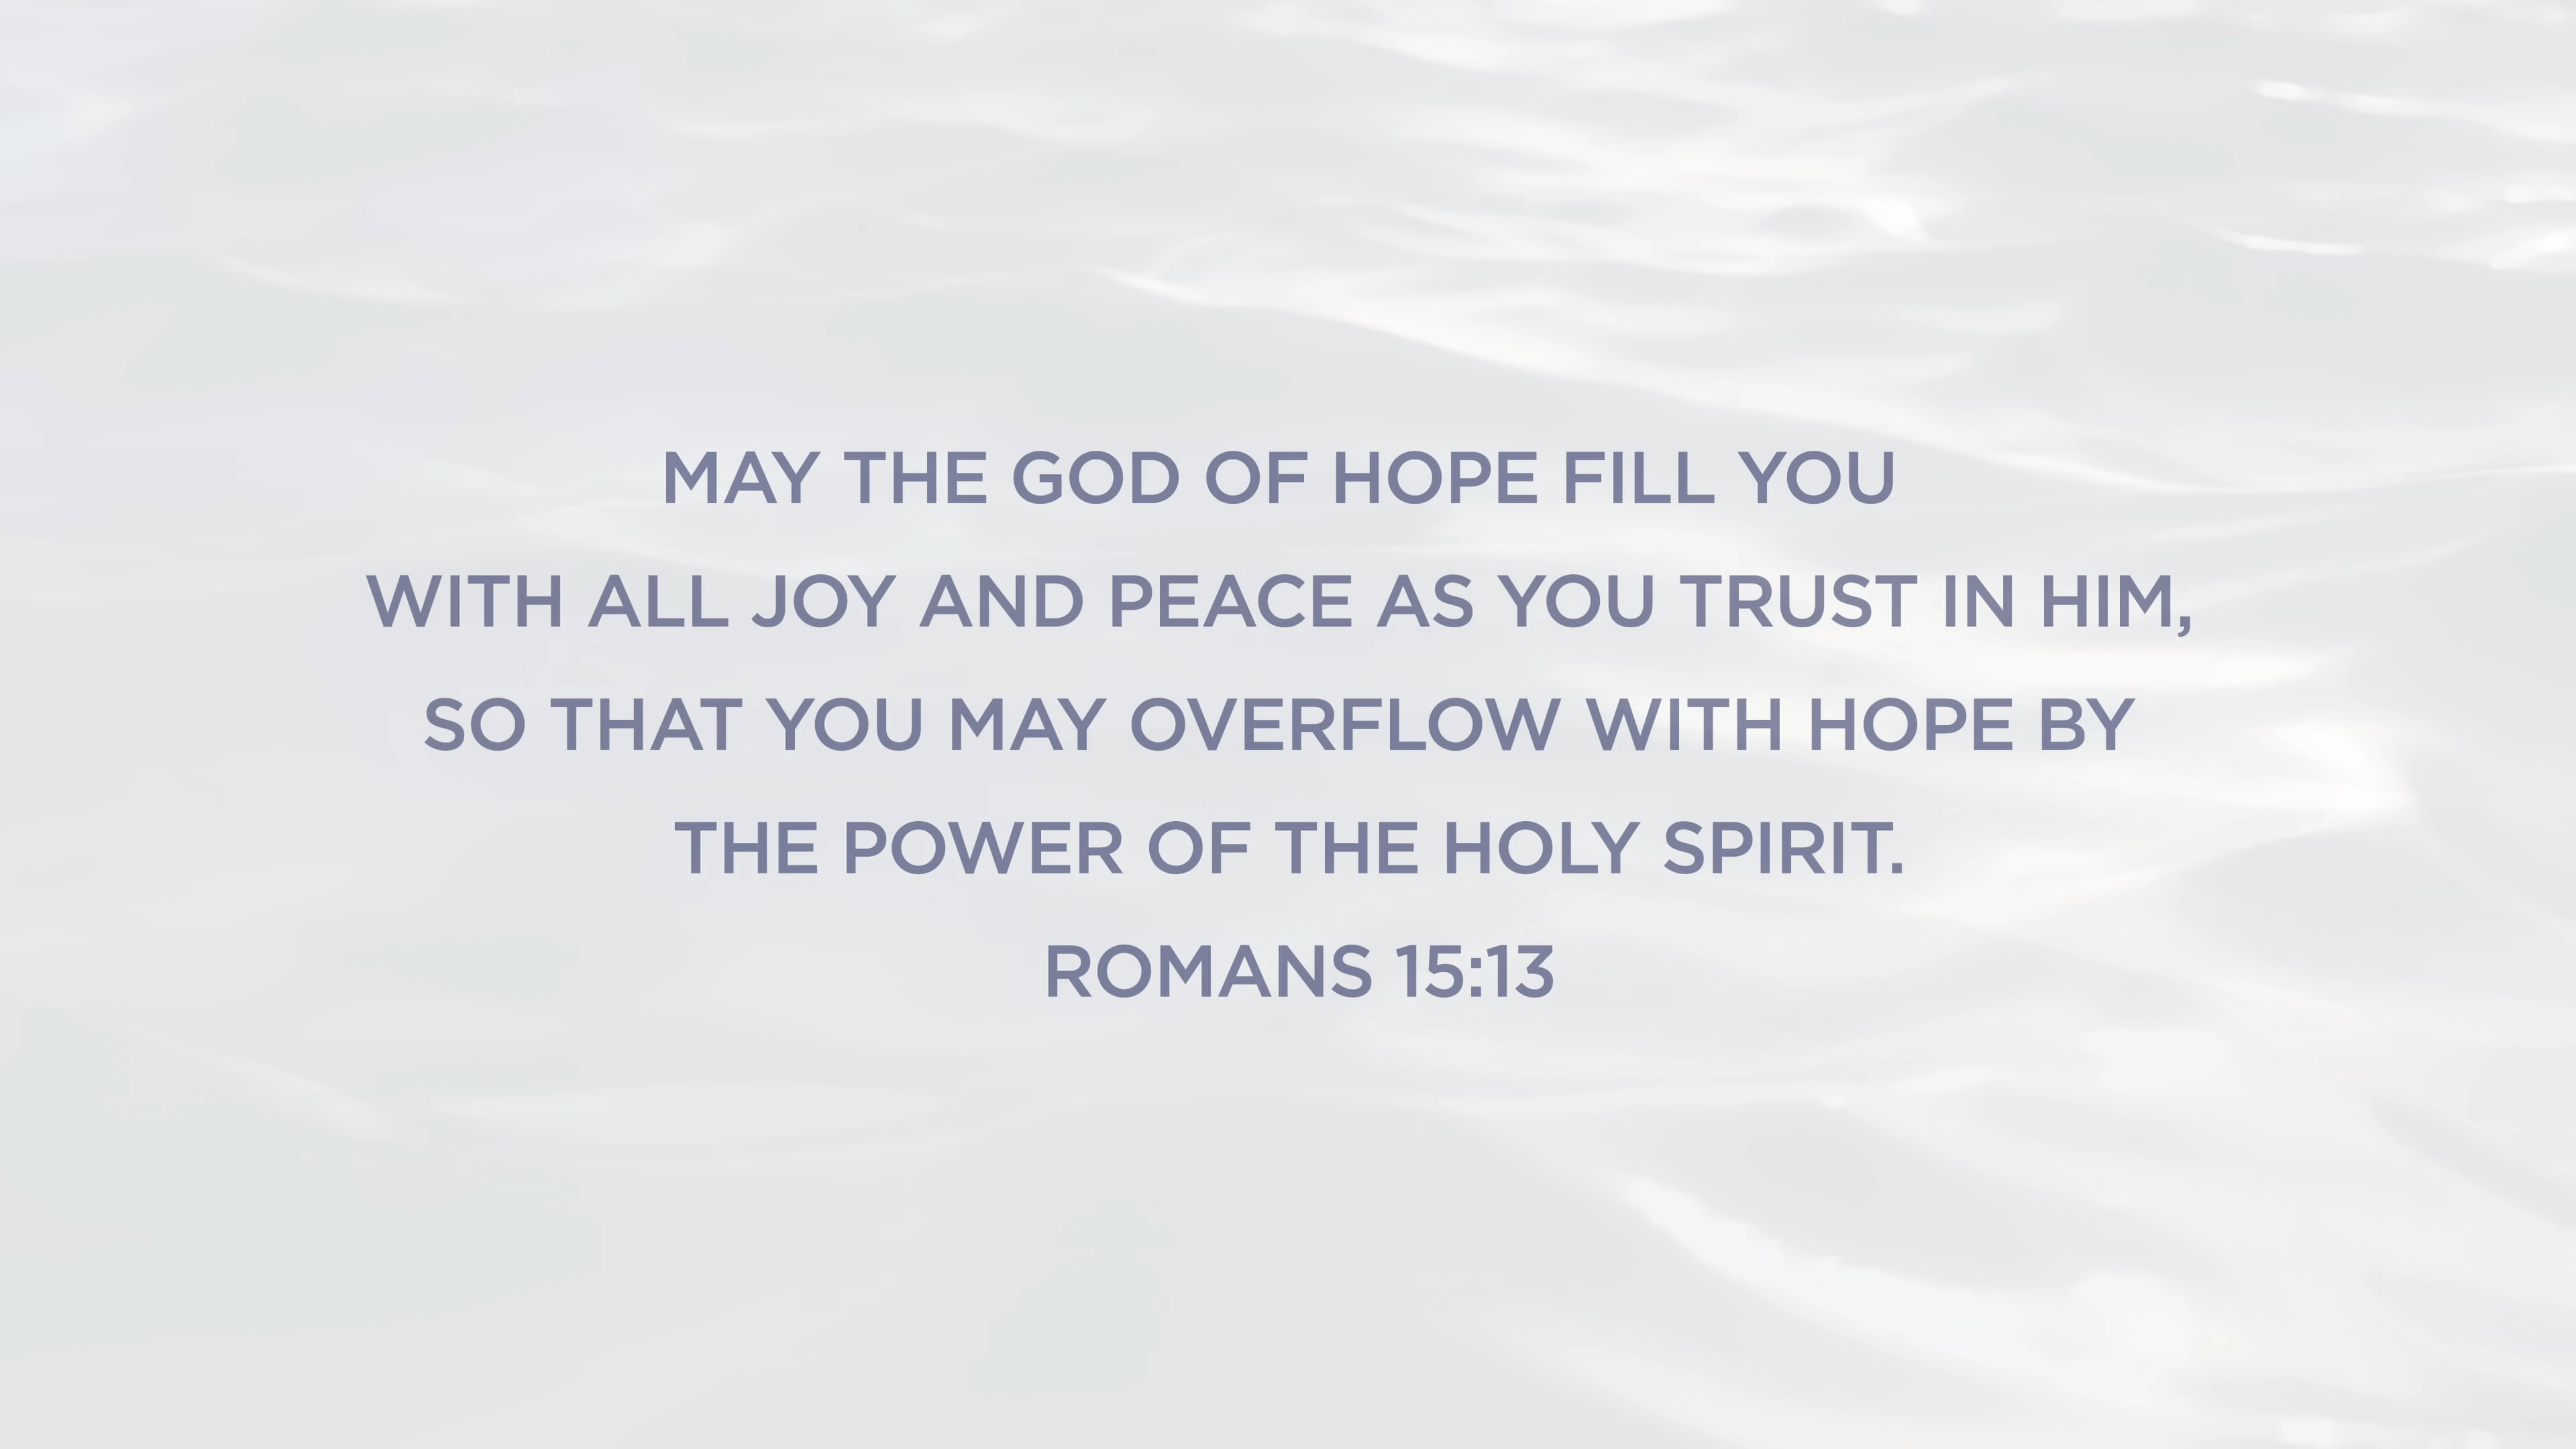 MAY THE GOD OF HOPE FILL YOU
WITH ALL JOY AND PEACE AS YOU TRUST IN HIM,
SO THAT YOU MAY OVERFLOW WITH HOPE BY
THE POWER OF THE HOLY SPIRIT.
ROMANS 15:13